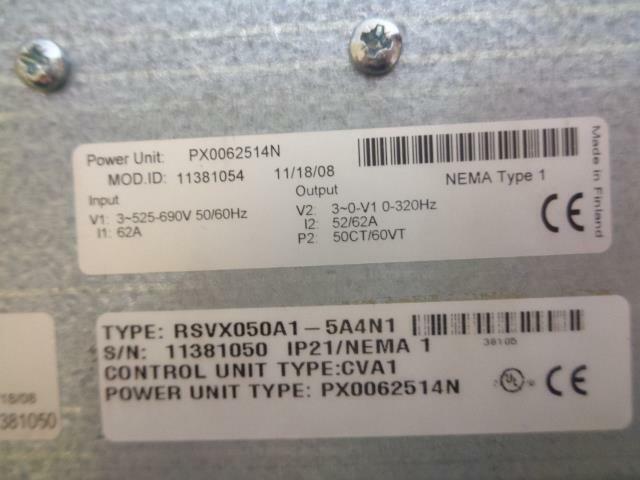 Power Unit: PX0062514N
MOD.ID: 11381054 11/18/08
Input
V1: 3~525-690V 50/60Hz
I1: 62A
Output
V2: 3~0-V1 0-320Hz
I2: 52/62A
P2: 50CT/60VT
NEMA Type 1
CE
Made in Finland
TYPE: RSVX050A1-5A4N1
S/N: 11381050 IP21/NEMA 1
38105
CONTROL UNIT TYPE:CVA1
POWER UNIT TYPE: PX0062514N
UL
CE
18/08
381050